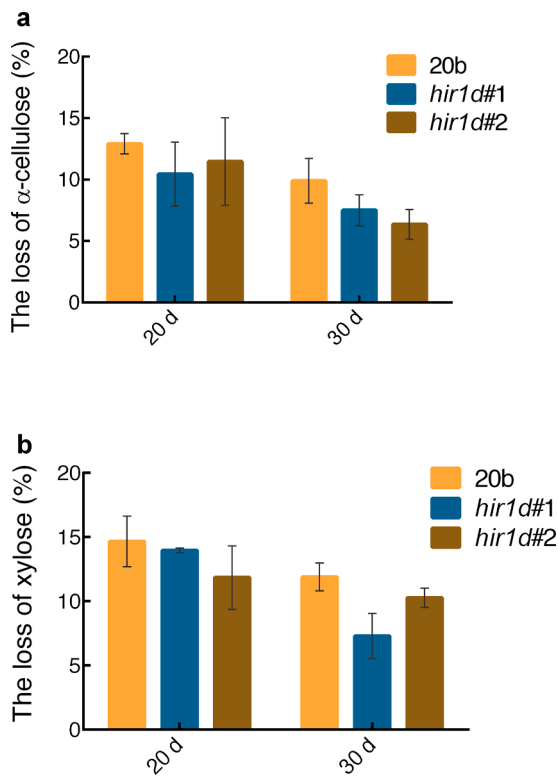 a
The loss of α-cellulose (%)
20
15
10
5
0
20 d
30 d
20b
hir1d#1
hir1d#2
b
The loss of xylose (%)
20
15
10
5
0
20 d
30 d
20b
hir1d#1
hir1d#2